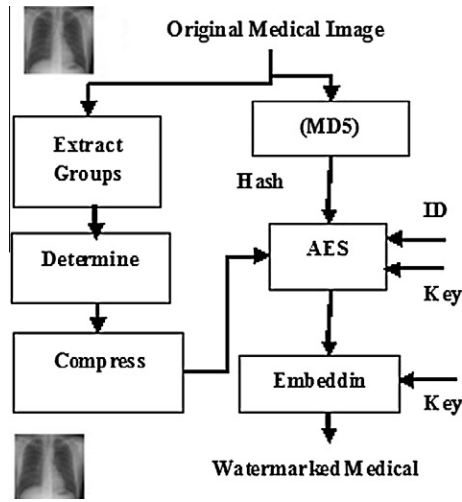 Original Medical Image
Extract
Groups
(MD5)
Hash
Determine
AES
ID
Key
Compress
Embeddin
Key
Watermarked Medical